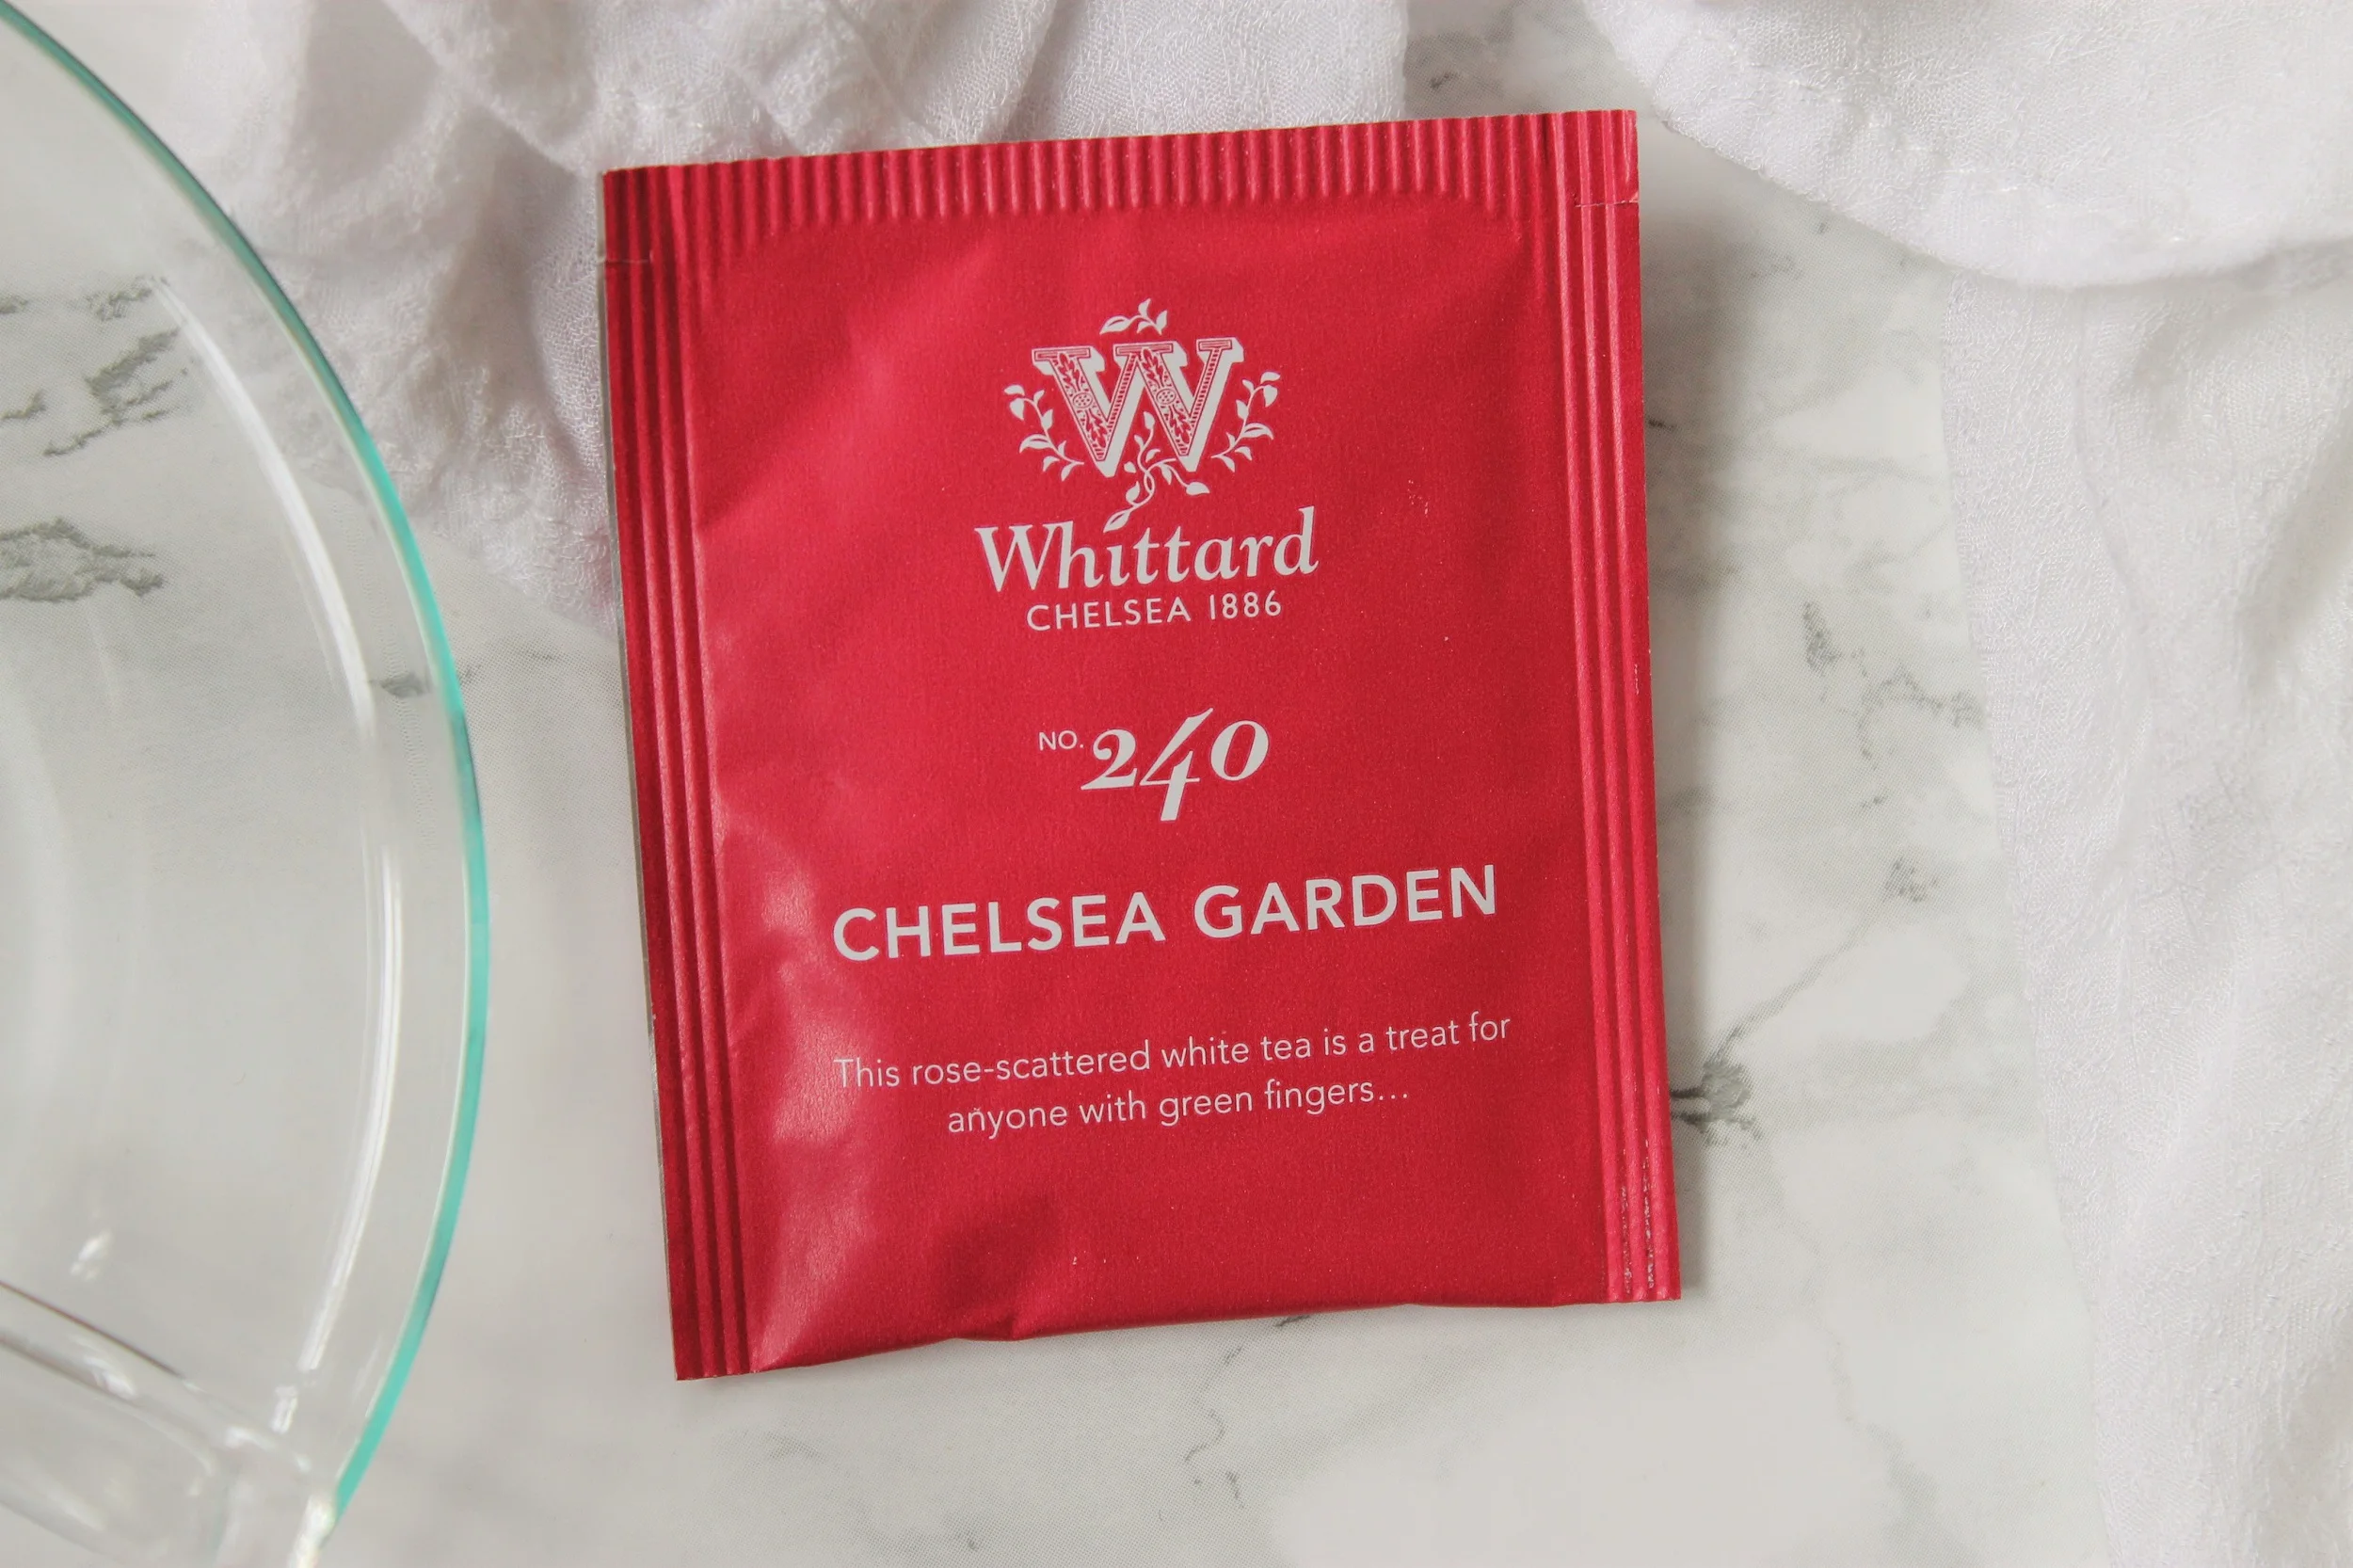 W
Whittard
CHELSEA 1886
NO. 240
CHELSEA GARDEN
This rose-scattered white tea is a treat for
anyone with green fingers...